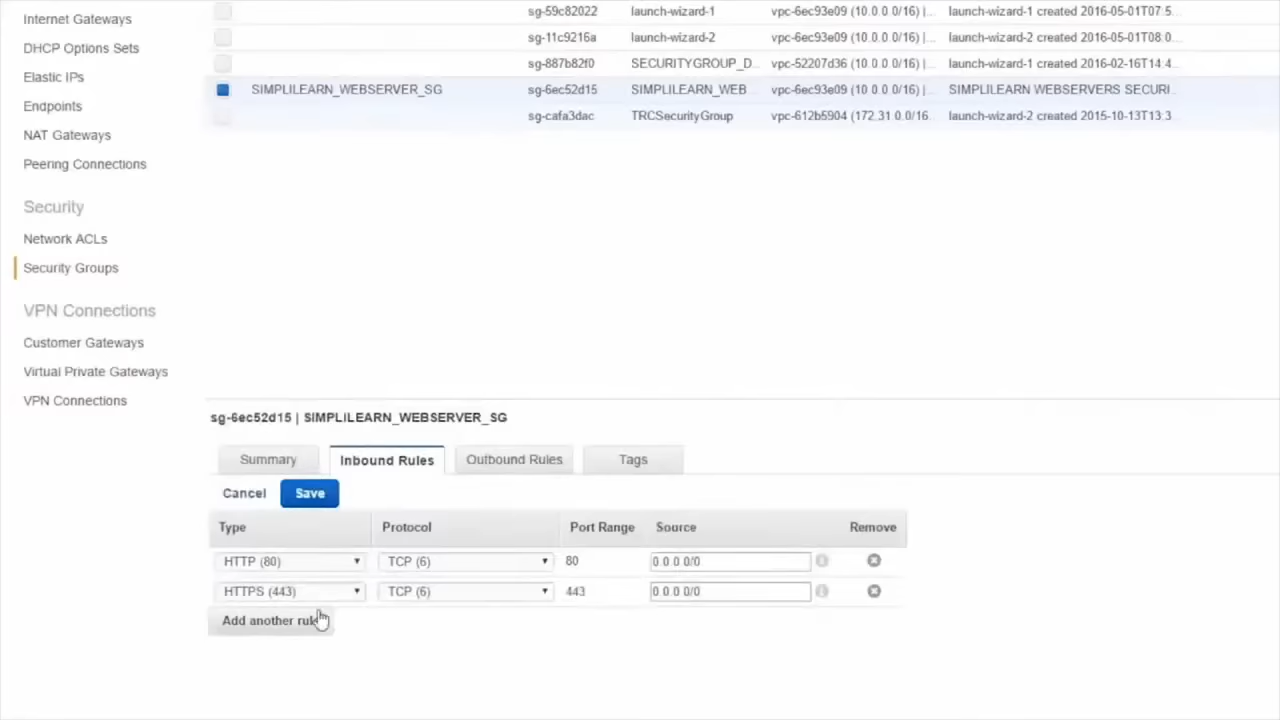 Internet Gateways
DHCP Options Sets
Elastic IPs
Endpoints
NAT Gateways
Peering Connections
Security
Network ACLs
Security Groups
VPN Connections
Customer Gateways
Virtual Private Gateways
VPN Connections
sg-59c82022 launch-wizard-1 vpc-6ec93e09 (10.0.0.0/16) |... launch-wizard-1 created 2016-05-01T07:5...
sg-11c9216a launch-wizard-2 vpc-6ec93e09 (10.0.0.0/16) |... launch-wizard-2 created 2016-05-01T08:0...
sg-887b82f0 SECURITYGROUP_D... vpc-52207d36 (10.0.0.0/16) |... launch-wizard-1 created 2016-02-16T14:4...
SIMPLILEARN_WEBSERVER_SG sg-6ec52d15 SIMPLILEARN_WEB... vpc-6ec93e09 (10.0.0.0/16) |... SIMPLILEARN WEBSERVERS SECURI...
sg-cafa3dac TRCSecurityGroup vpc-612b5904 (172.31.0.0/16... launch-wizard-2 created 2015-10-13T13:3...
sg-6ec52d15 | SIMPLILEARN_WEBSERVER_SG
Summary Inbound Rules Outbound Rules Tags
Cancel Save
Type Protocol Port Range Source Remove
HTTP (80) TCP (6) 80 0.0.0.0/0
HTTPS (443) TCP (6) 443 0.0.0.0/0
Add another rule